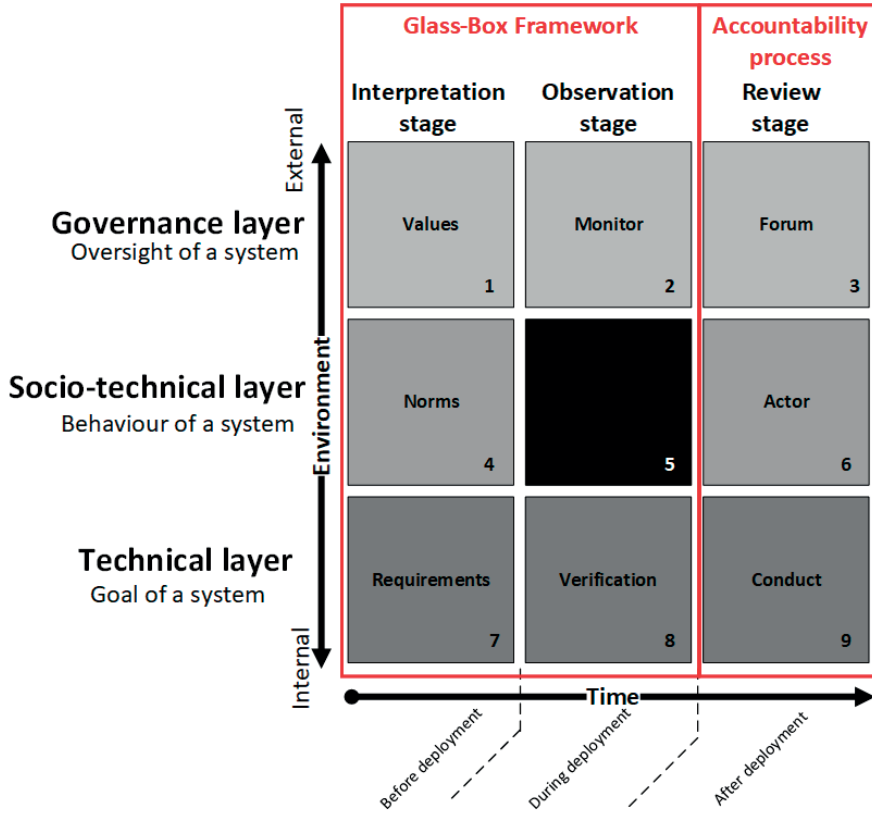 Glass-Box Framework
Accountability
process
Interpretation
stage
Observation
stage
Review
stage
External
Governance layer
Oversight of a system
Values
1
Monitor
2
Forum
3
Environment
Socio-technical layer
Behaviour of a system
Norms
4
5
Actor
6
Technical layer
Goal of a system
Requirements
7
Verification
8
Conduct
9
Internal
Time
Before deployment
During deployment
After deployment